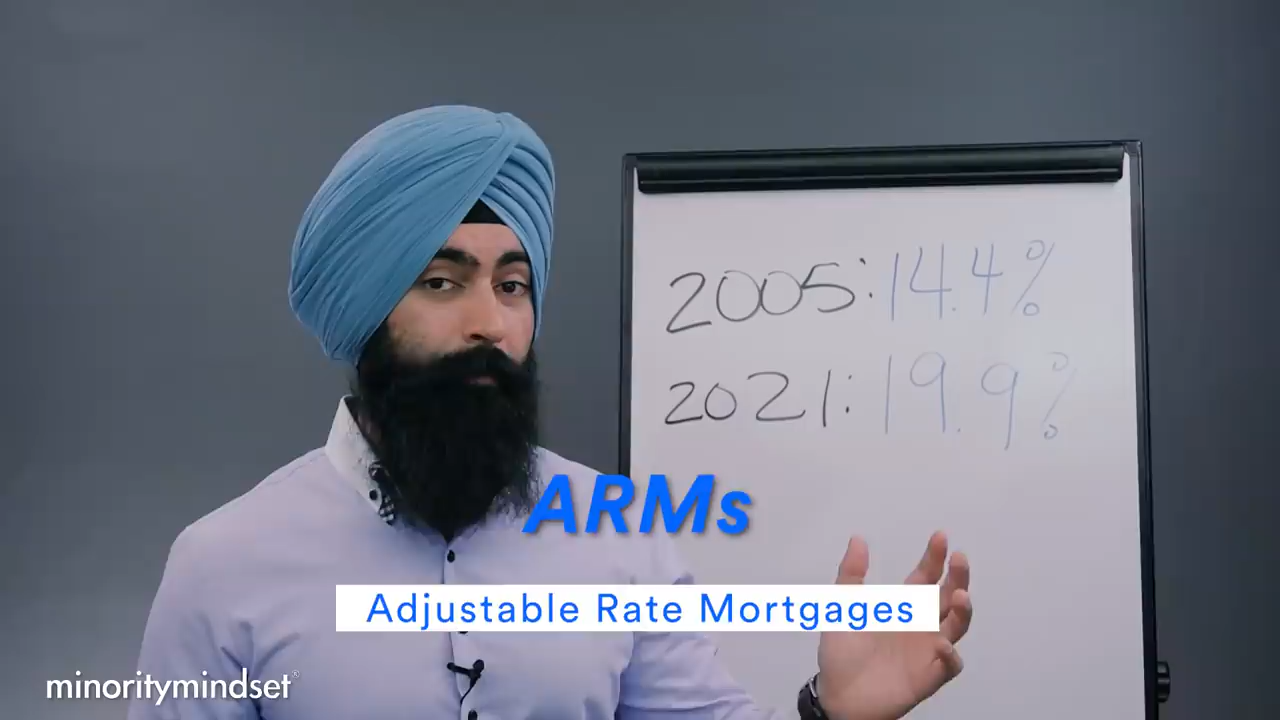 2005: 14.4%
2021: 19.9%
ARMs
Adjustable Rate Mortgages
minoritymindset®